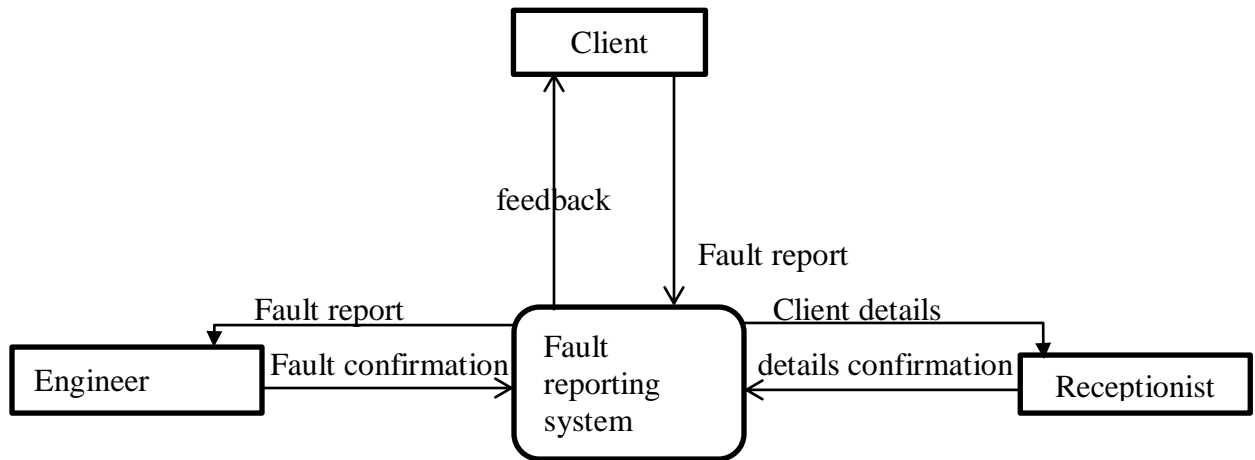 Client
feedback
Fault report
Fault report
Client details
Fault confirmation
details confirmation
Engineer
Fault
reporting
system
Receptionist